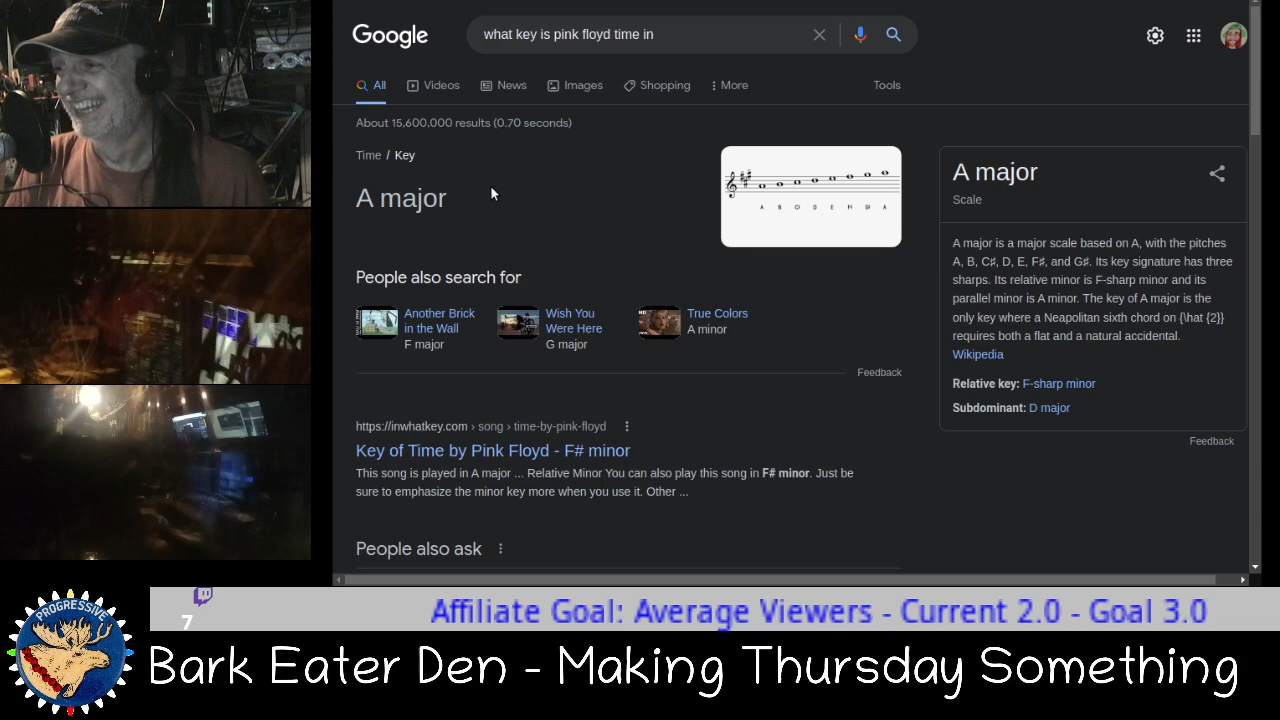 Google
what key is pink floyd time in
All
Videos
News
Images
Shopping
More
Tools
About 15,600,000 results (0.70 seconds)
Time / Key
A major
A B C♯ D E F♯ G♯ A
A major
Scale
A major is a major scale based on A, with the pitches
A, B, C♯, D, E, F♯, and G♯. Its key signature has three
sharps. Its relative minor is F-sharp minor and its
parallel minor is A minor. The key of A major is the
only key where a Neapolitan sixth chord on {\hat {2}}
requires both a flat and a natural accidental.
Wikipedia
Relative key: F-sharp minor
Subdominant: D major
Feedback
People also search for
Another Brick
in the Wall
F major
Wish You
Were Here
G major
True Colors
A minor
Feedback
https://inwhatkey.com › song › time-by-pink-floyd
Key of Time by Pink Floyd - F# minor
This song is played in A major ... Relative Minor You can also play this song in F# minor. Just be
sure to emphasize the minor key more when you use it. Other ...
People also ask
7
Affiliate Goal: Average Viewers - Current 2.0 - Goal 3.0
PROGRESSIVE
Bark Eater Den - Making Thursday Something